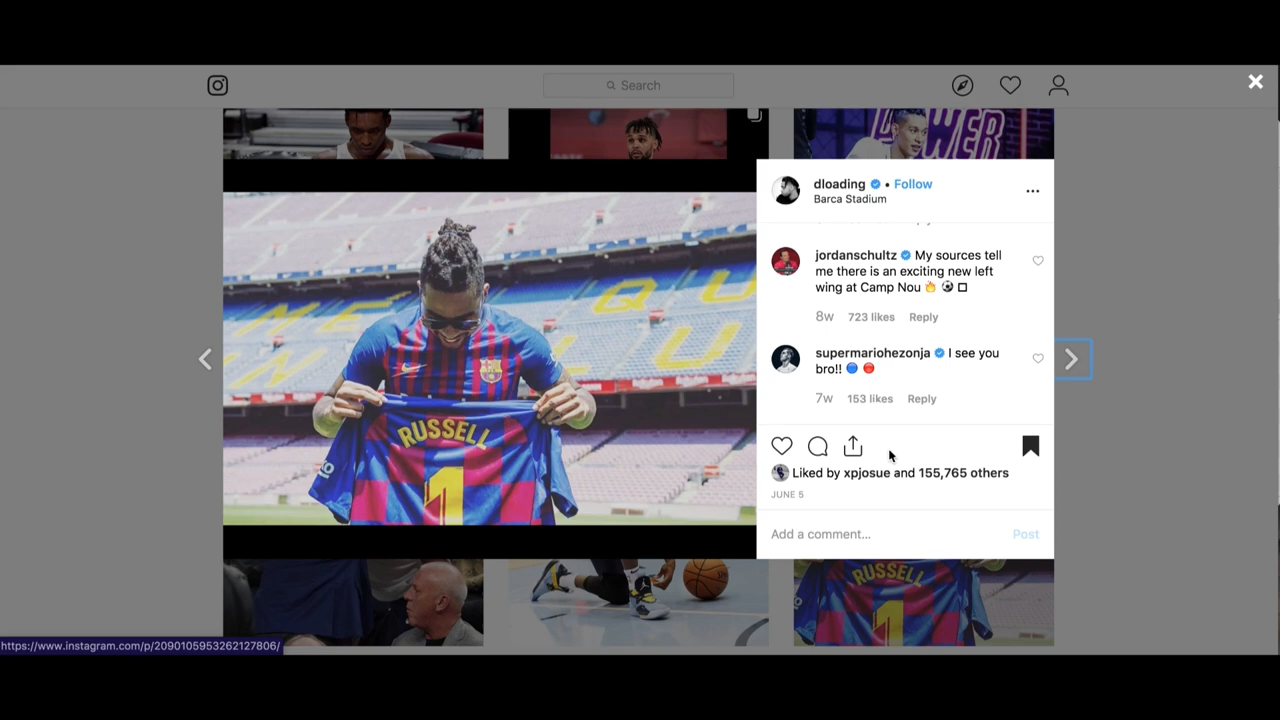 Search
POWER
dloading • Follow
Barca Stadium
jordanschultz My sources tell
me there is an exciting new left
wing at Camp Nou 🔥 ⚽ □
8w 723 likes Reply
supermariohezonja I see you
bro!! 🔵 🔴
7w 153 likes Reply
Liked by xpjosue and 155,765 others
JUNE 5
Add a comment... Post
RUSSELL
1
RUSSELL
1
https://www.instagram.com/p/2090105953262127806/